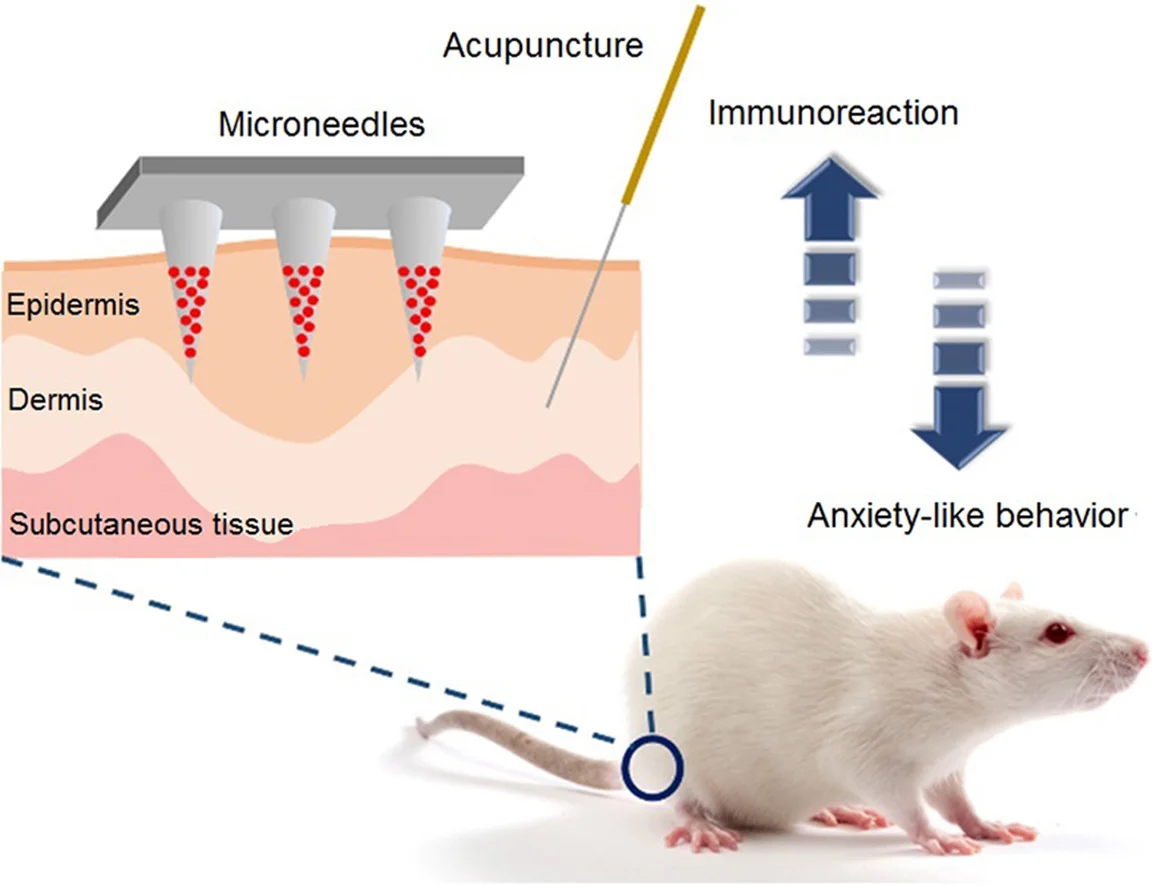 Acupuncture
Microneedles
Immunoreaction
Epidermis
Dermis
Subcutaneous tissue
Anxiety-like behavior